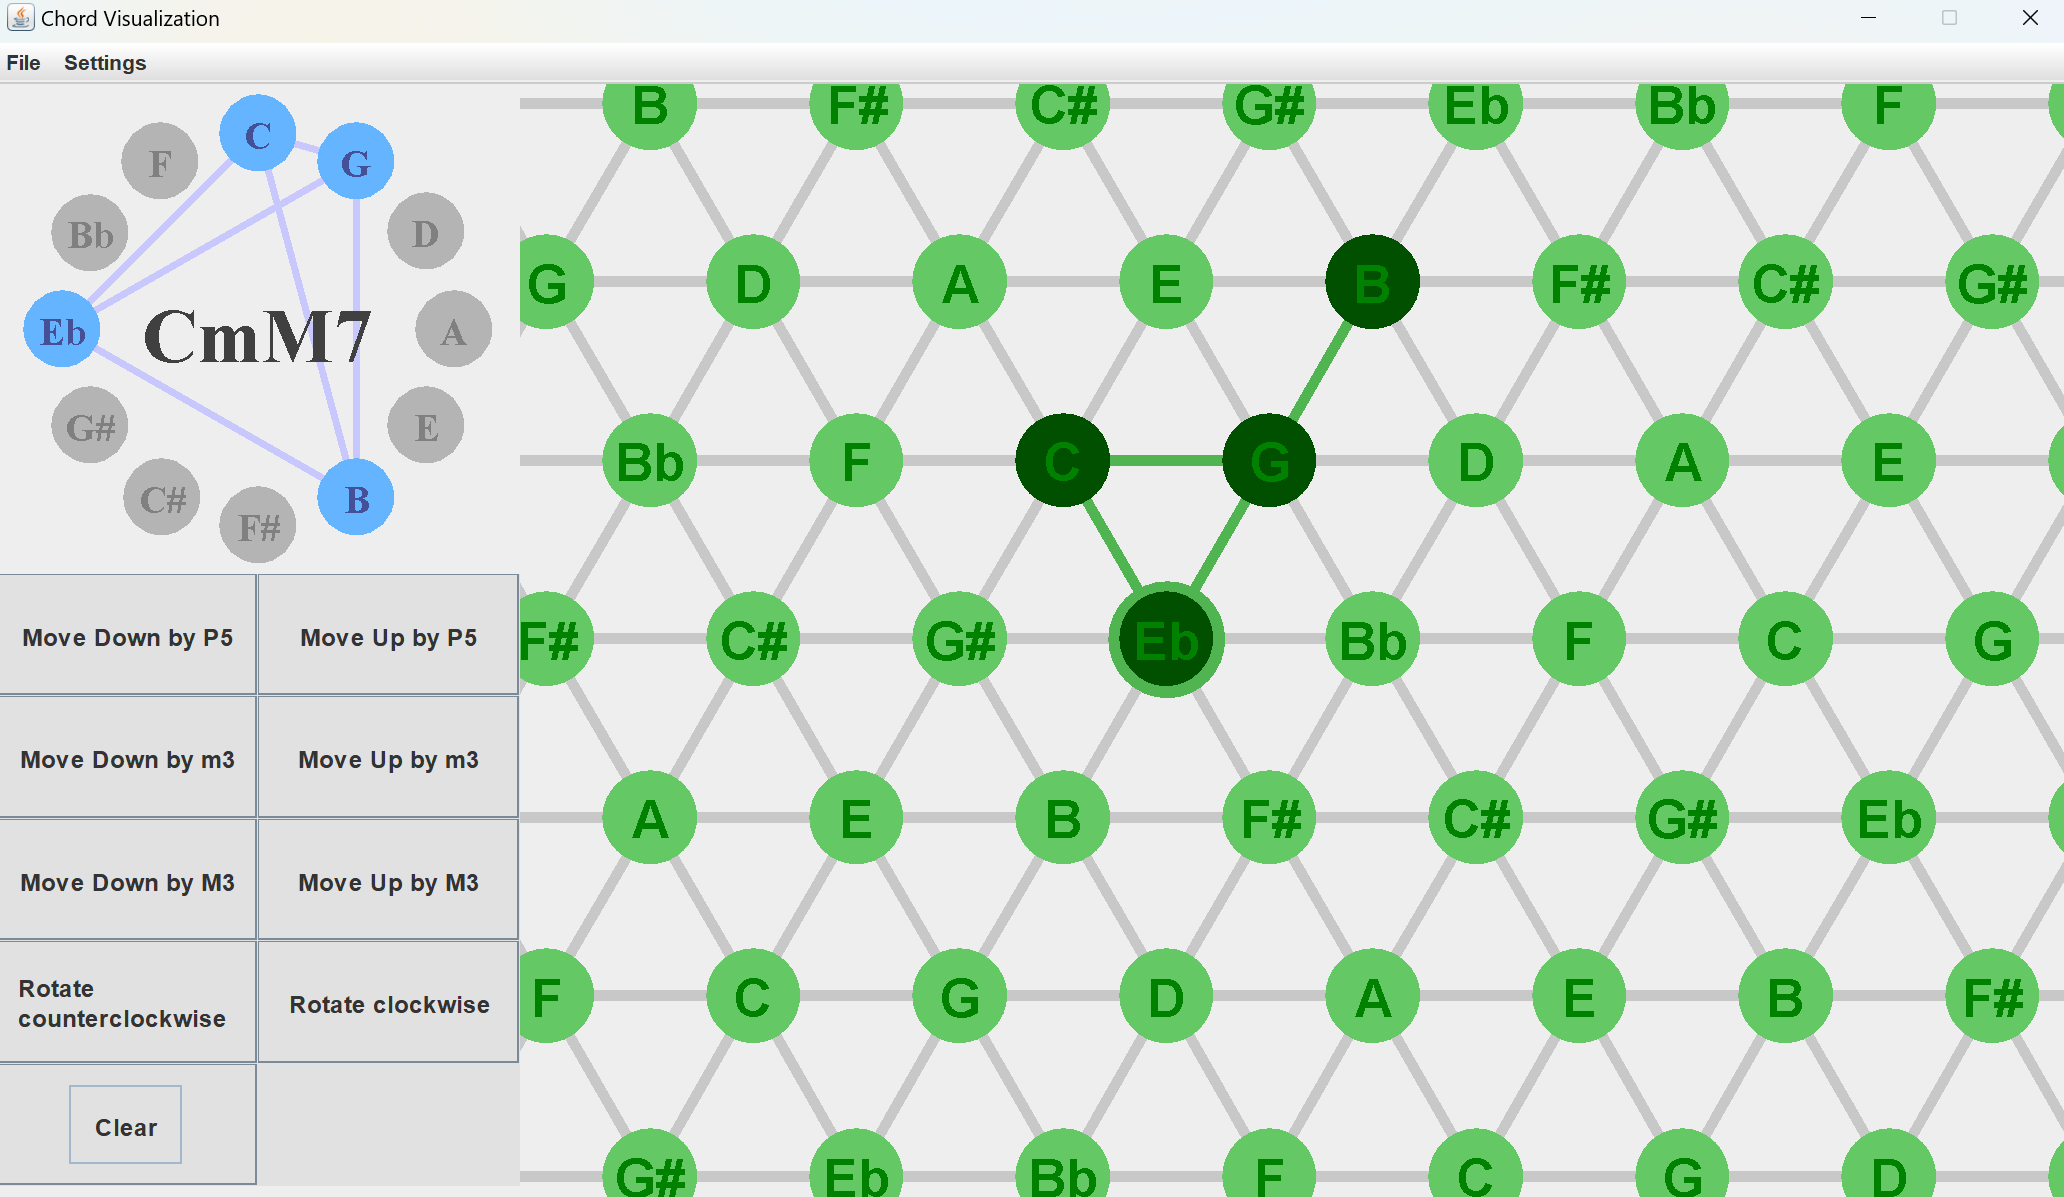 Chord Visualization
File Settings
C
F G
Bb D
Eb CmM7 A
G# E
C# B
F#
Move Down by P5 Move Up by P5
Move Down by m3 Move Up by m3
Move Down by M3 Move Up by M3
Rotate
counterclockwise
Rotate clockwise
Clear
B F# C# G# Eb Bb F
G D A E B F# C# G#
Bb F C G D A E
F# C# G# Eb Bb F C G
A E B F# C# G# Eb
F C G D A E B F#
G# Eb Bb F C G D